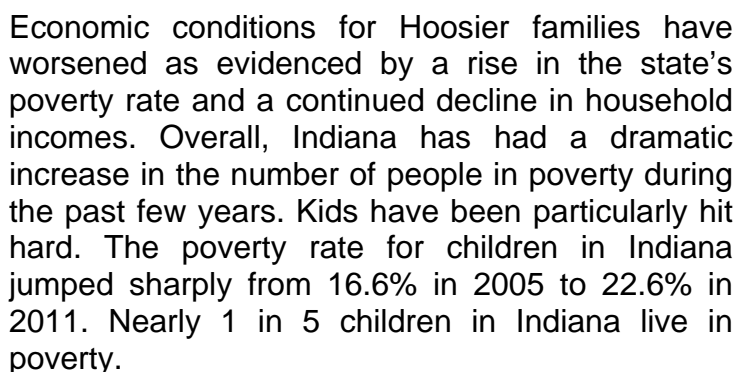 Economic conditions for Hoosier families have
worsened as evidenced by a rise in the state’s
poverty rate and a continued decline in household
incomes. Overall, Indiana has had a dramatic
increase in the number of people in poverty during
the past few years. Kids have been particularly hit
hard. The poverty rate for children in Indiana
jumped sharply from 16.6% in 2005 to 22.6% in
2011. Nearly 1 in 5 children in Indiana live in
poverty.